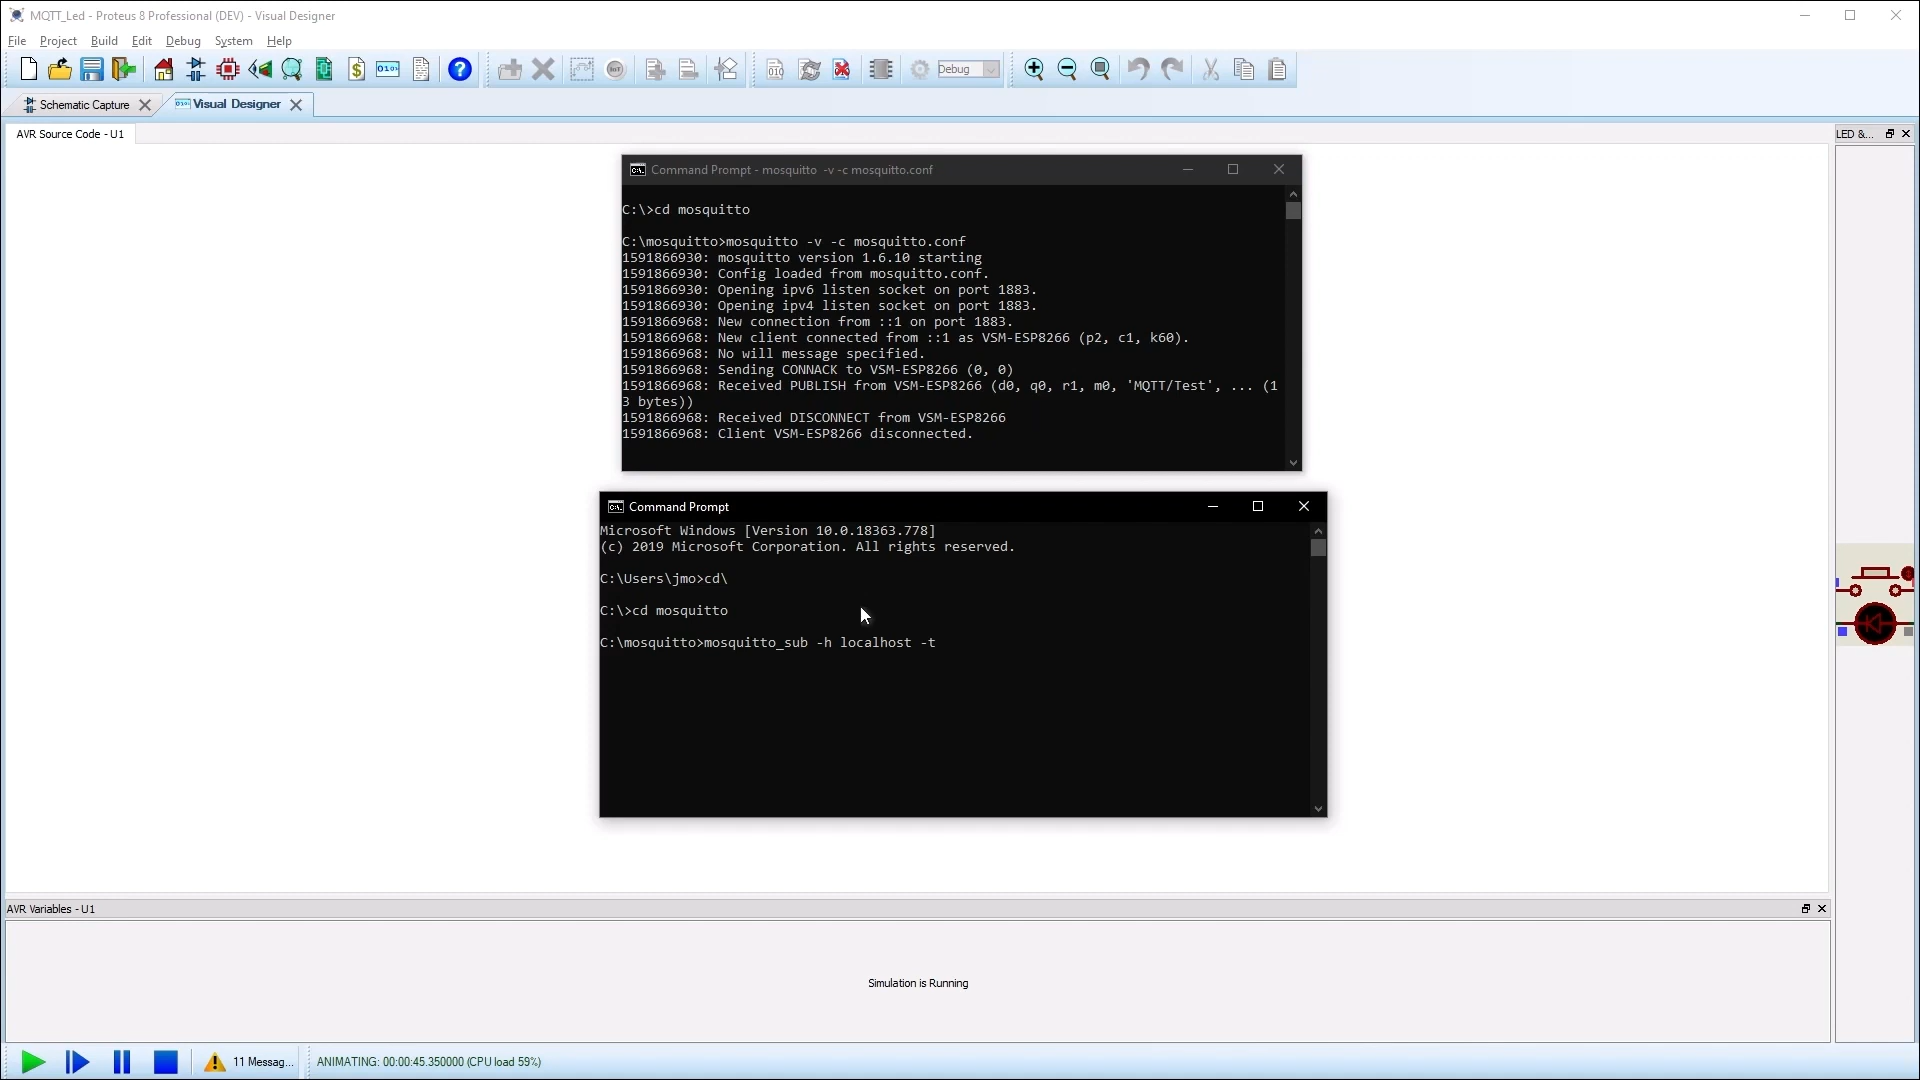 MQTT_Led - Proteus 8 Professional (DEV) - Visual Designer
File Project Build Edit Debug System Help
Debug
Schematic Capture
Visual Designer
AVR Source Code - U1
LED &...
Command Prompt - mosquitto  -v -c mosquitto.conf
C:\>cd mosquitto
C:\mosquitto>mosquitto -v -c mosquitto.conf
1591866930: mosquitto version 1.6.10 starting
1591866930: Config loaded from mosquitto.conf.
1591866930: Opening ipv6 listen socket on port 1883.
1591866930: Opening ipv4 listen socket on port 1883.
1591866968: New connection from ::1 on port 1883.
1591866968: New client connected from ::1 as VSM-ESP8266 (p2, c1, k60).
1591866968: No will message specified.
1591866968: Sending CONNACK to VSM-ESP8266 (0, 0)
1591866968: Received PUBLISH from VSM-ESP8266 (d0, q0, r1, m0, 'MQTT/Test', ... (1
3 bytes))
1591866968: Received DISCONNECT from VSM-ESP8266
1591866968: Client VSM-ESP8266 disconnected.
Command Prompt
Microsoft Windows [Version 10.0.18363.778]
(c) 2019 Microsoft Corporation. All rights reserved.
C:\Users\jmo>cd\
C:\>cd mosquitto
C:\mosquitto>mosquitto_sub -h localhost -t
AVR Variables - U1
Simulation is Running
11 Messag...
ANIMATING: 00:00:45.350000 (CPU load 59%)